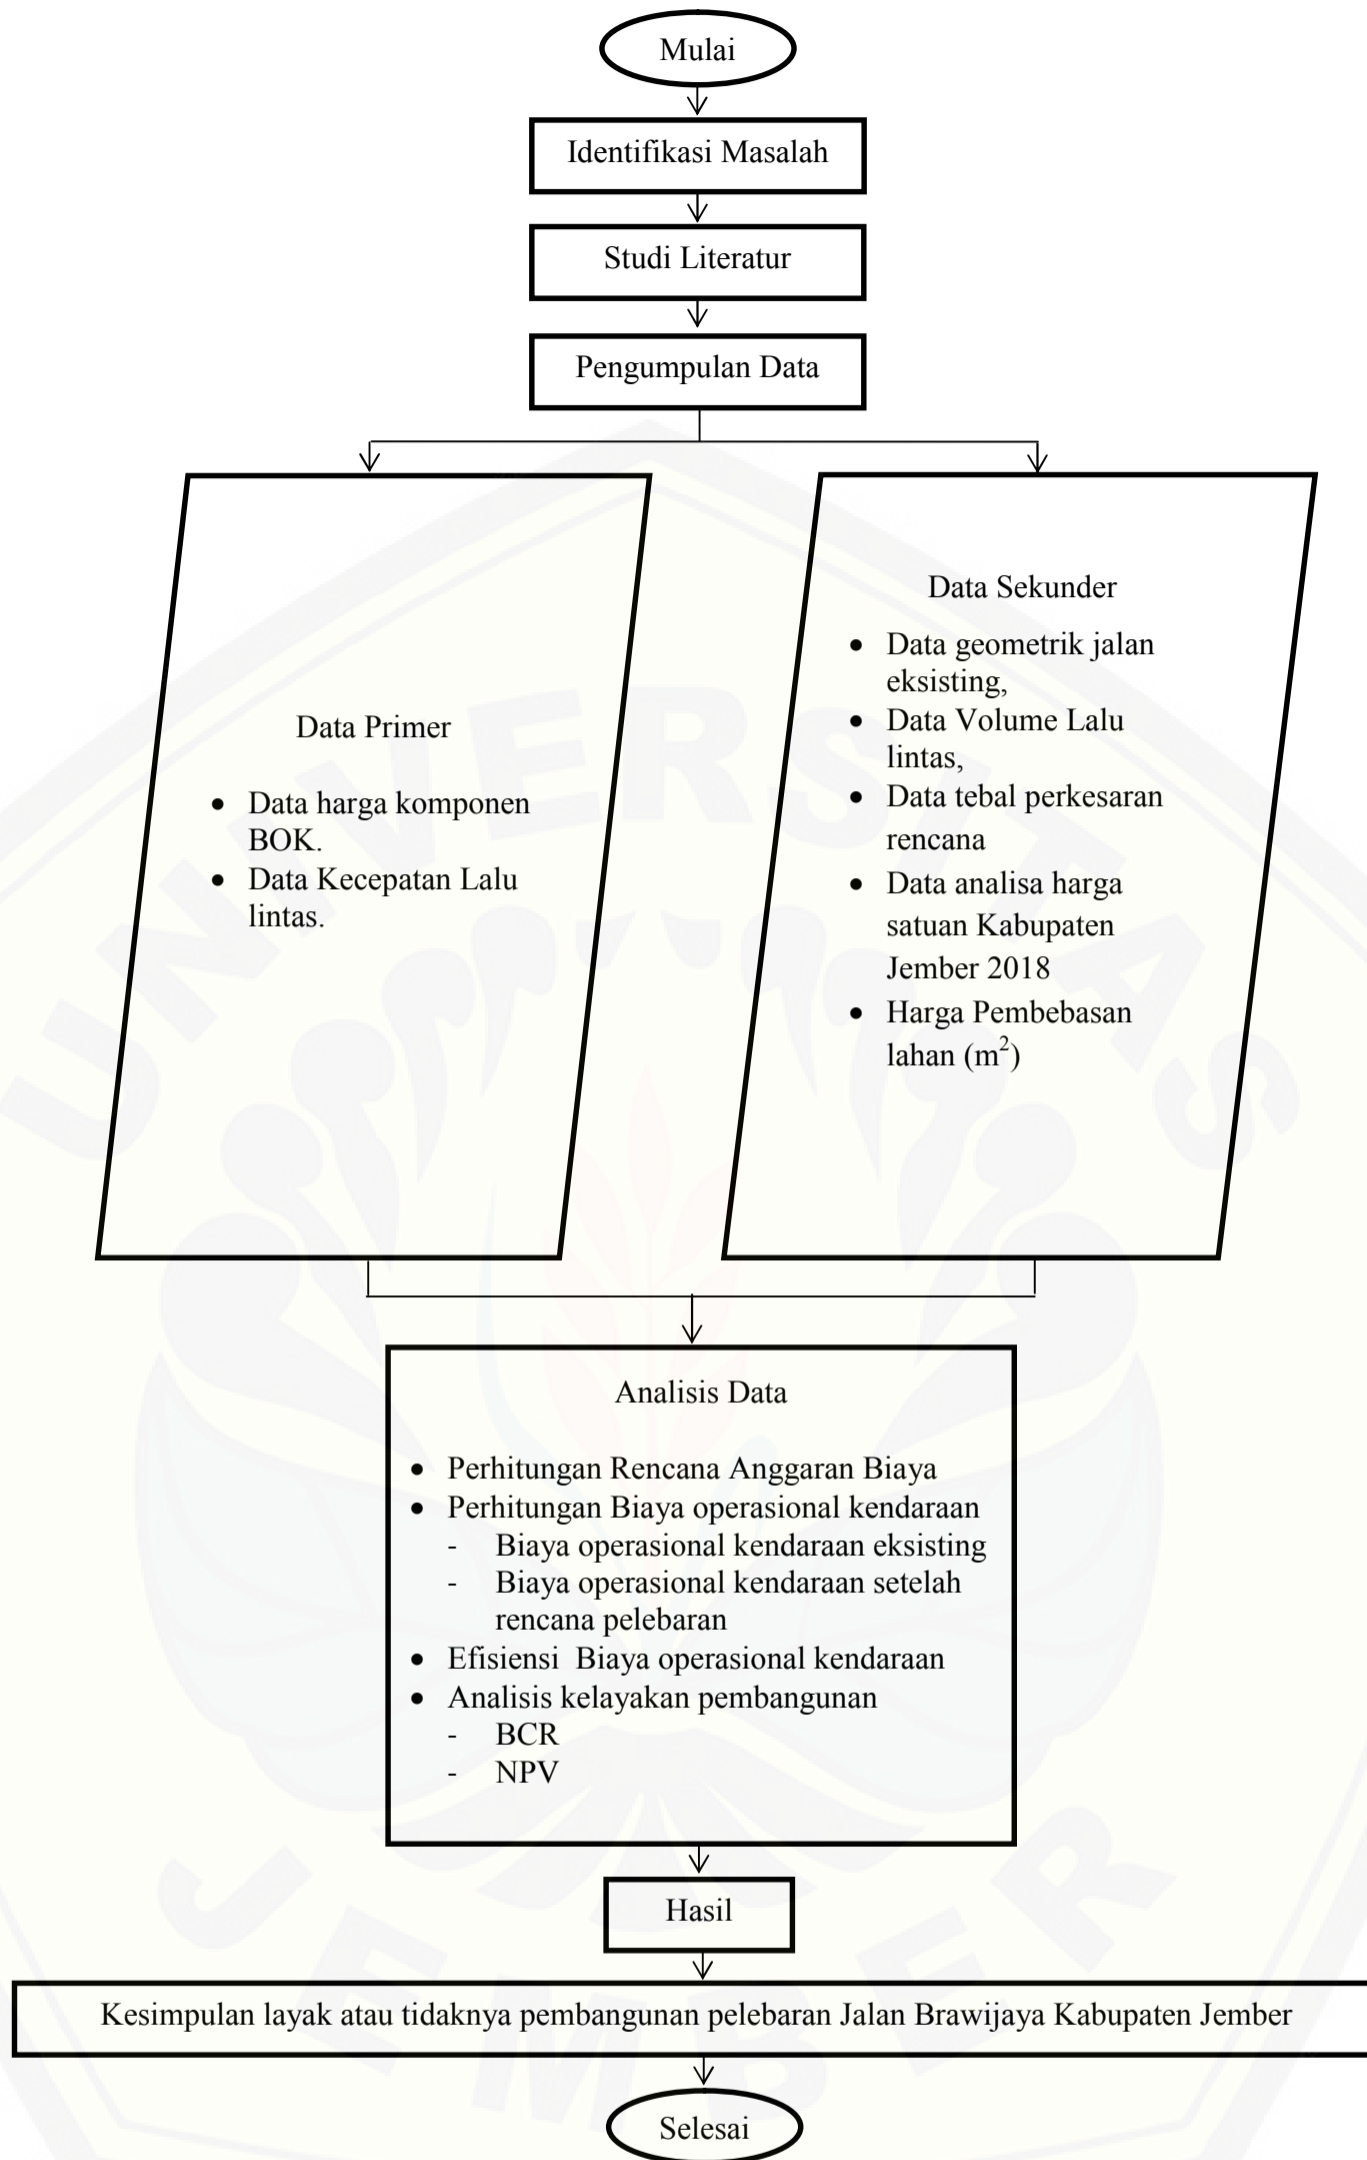 Mulai
Identifikasi Masalah
Studi Literatur
Pengumpulan Data
Data Primer
• Data harga komponen
BOK.
• Data Kecepatan Lalu
lintas.
Data Sekunder
• Data geometrik jalan
eksisting,
• Data Volume Lalu
lintas,
• Data tebal perkesaran
rencana
• Data analisa harga
satuan Kabupaten
Jember 2018
• Harga Pembebasan
lahan (m²)
Analisis Data
• Perhitungan Rencana Anggaran Biaya
• Perhitungan Biaya operasional kendaraan
- Biaya operasional kendaraan eksisting
- Biaya operasional kendaraan setelah
rencana pelebaran
• Efisiensi Biaya operasional kendaraan
• Analisis kelayakan pembangunan
- BCR
- NPV
Hasil
Kesimpulan layak atau tidaknya pembangunan pelebaran Jalan Brawijaya Kabupaten Jember
Selesai
UNIVERSITAS
JEMBER